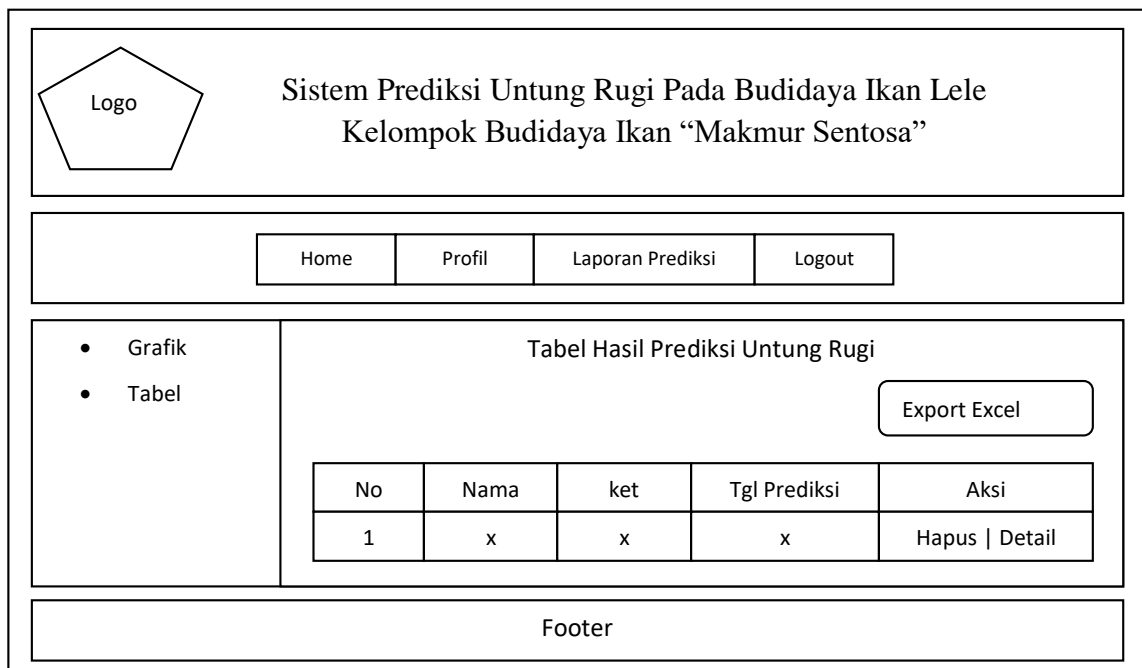 Logo
Sistem Prediksi Untung Rugi Pada Budidaya Ikan Lele
Kelompok Budidaya Ikan “Makmur Sentosa”
Home Profil Laporan Prediksi Logout
• Grafik
• Tabel
Tabel Hasil Prediksi Untung Rugi
Export Excel
No Nama ket Tgl Prediksi Aksi
1 x x x Hapus | Detail
Footer